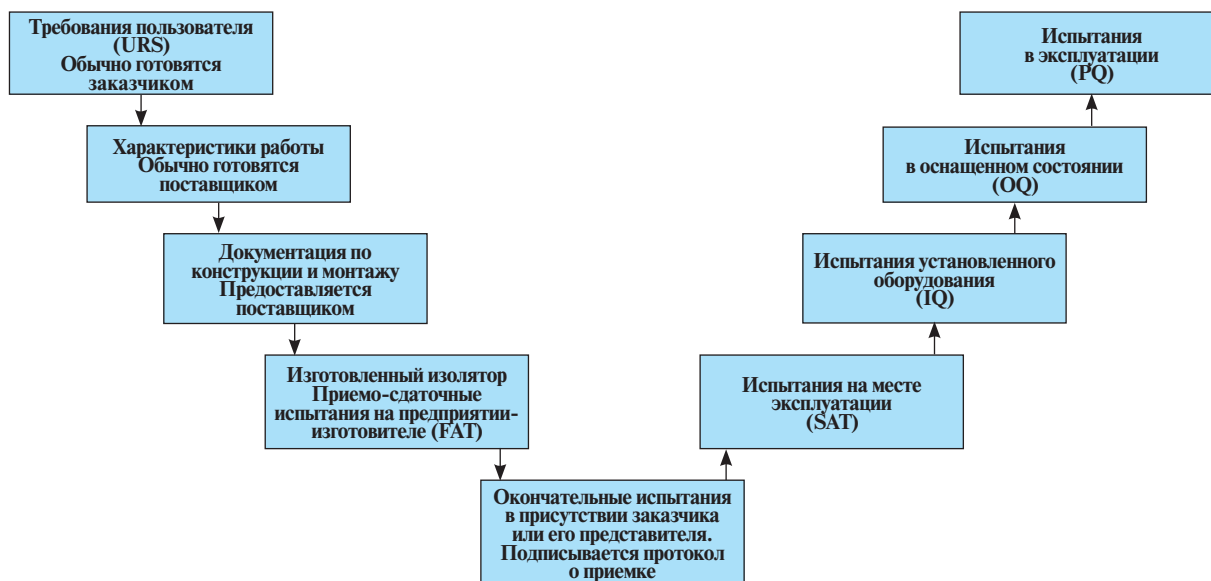 Требования пользователя
(URS)
Обычно готовятся
заказчиком
Характеристики работы
Обычно готовятся
поставщиком
Документация по
конструкции и монтажу
Предоставляется
поставщиком
Изготовленный изолятор
Приемо-сдаточные
испытания на предприятии-
изготовителе (FAT)
Окончательные испытания
в присутствии заказчика
или его представителя.
Подписывается протокол
о приемке
Испытания на месте
эксплуатации
(SAT)
Испытания установленного
оборудования
(IQ)
Испытания
в оснащенном состоянии
(OQ)
Испытания
в эксплуатации
(PQ)